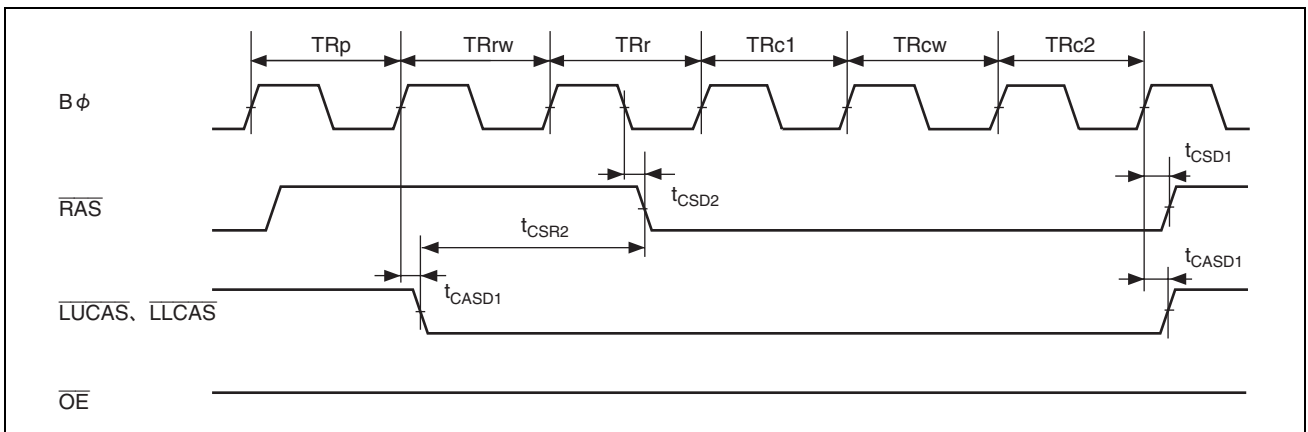 TRp TRrw TRr TRc1 TRcw TRc2
Bφ
tCSD1
RAS
tCSD2
tCSR2
tCASD1
tCASD1
LUCAS、LLCAS
OE